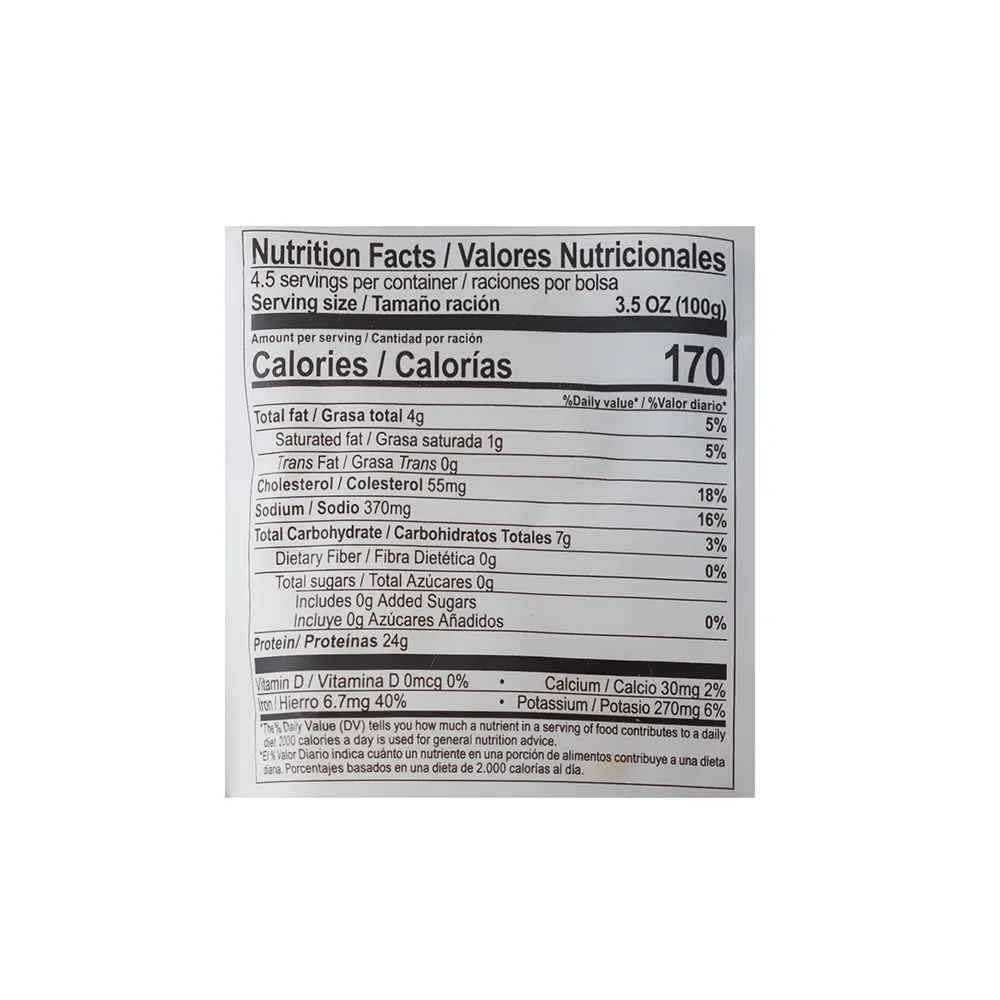 Nutrition Facts / Valores Nutricionales
4.5 servings per container / raciones por bolsa
Serving size / Tamaño ración 3.5 OZ (100g)
Amount per serving / Cantidad por ración
Calories / Calorías 170
%Daily value* / %Valor diario*
Total fat / Grasa total 4g 5%
Saturated fat / Grasa saturada 1g 5%
Trans Fat / Grasa Trans 0g
Cholesterol / Colesterol 55mg 18%
Sodium / Sodio 370mg 16%
Total Carbohydrate / Carbohidratos Totales 7g 3%
Dietary Fiber / Fibra Dietética 0g 0%
Total sugars / Total Azúcares 0g
Includes 0g Added Sugars
Incluye 0g Azúcares Añadidos 0%
Protein/ Proteínas 24g
Vitamin D / Vitamina D 0mcg 0% • Calcium / Calcio 30mg 2%
Iron / Hierro 6.7mg 40% • Potassium / Potasio 270mg 6%
*The % Daily Value (DV) tells you how much a nutrient in a serving of food contributes to a daily
diet. 2000 calories a day is used for general nutrition advice.
*El % Valor Diario indica cuánto un nutriente en una porción de alimentos contribuye a una dieta
diaria. Porcentajes basados en una dieta de 2.000 calorías al día.